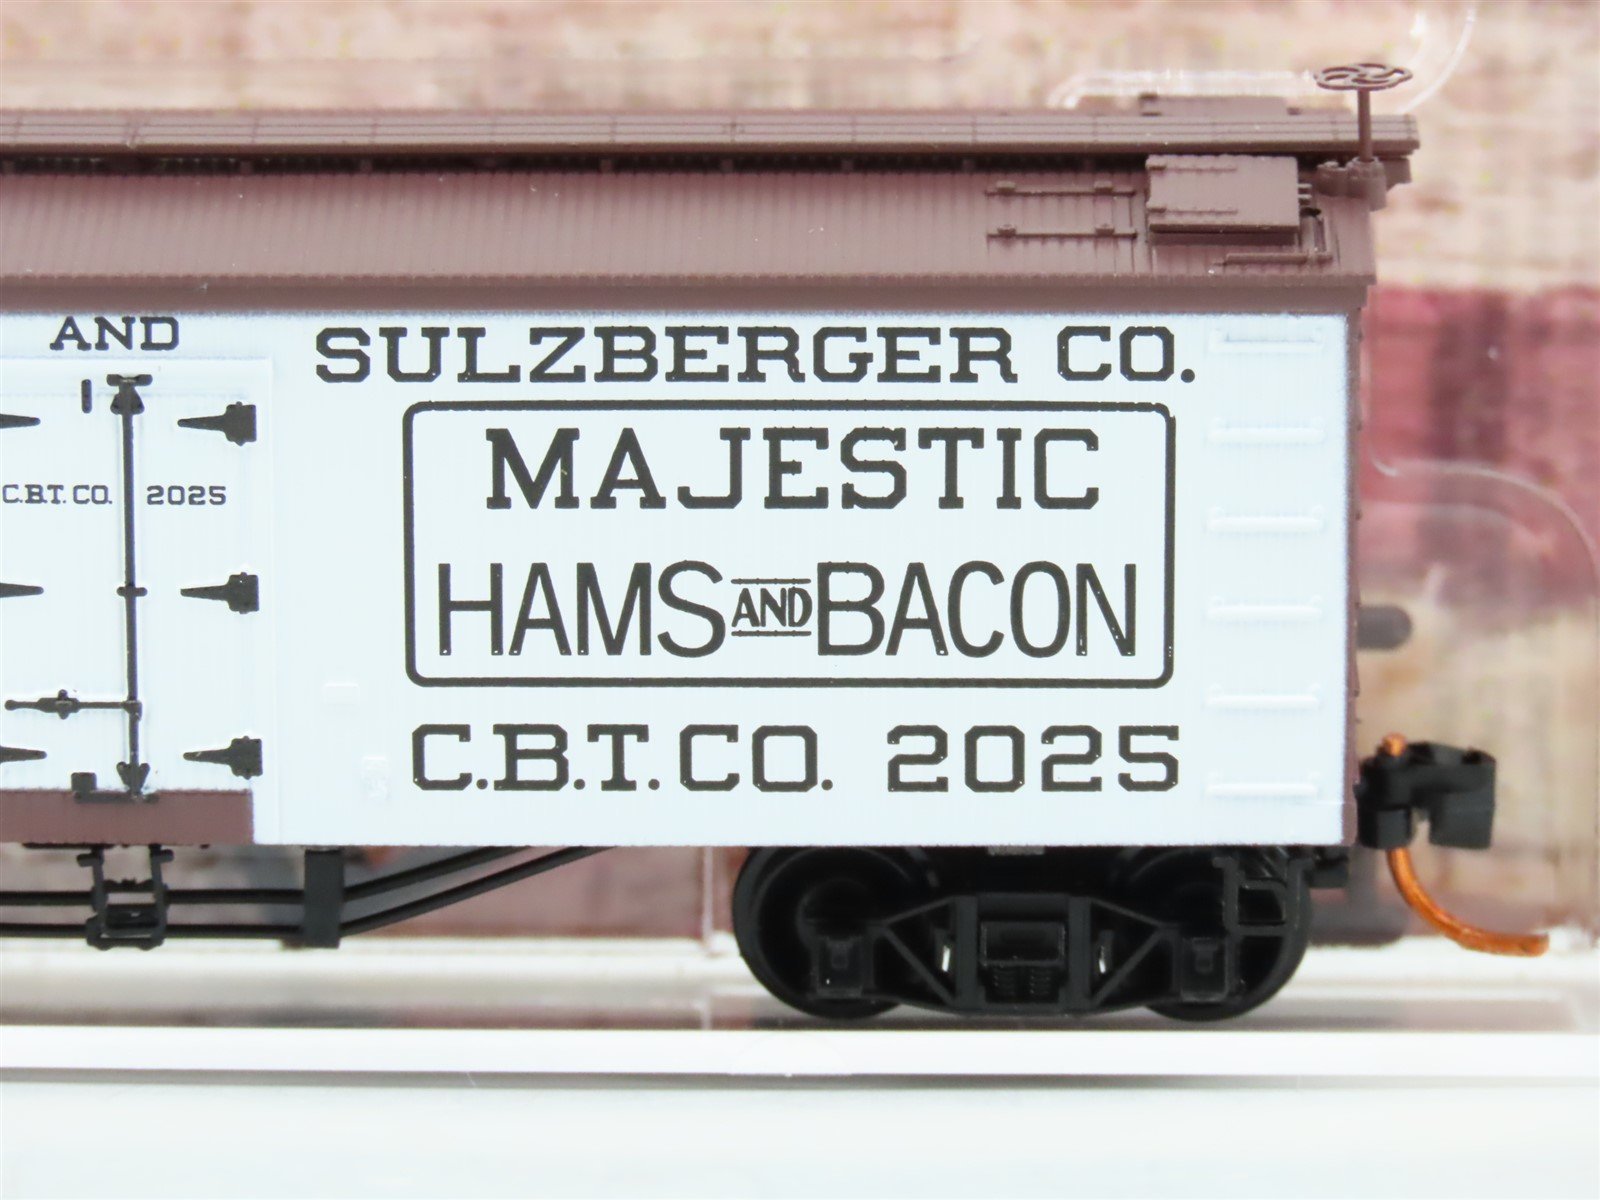 AND SULZBERGER CO.
C.B.T. CO. 2025
MAJESTIC
HAMS AND BACON
C.B.T.CO. 2025